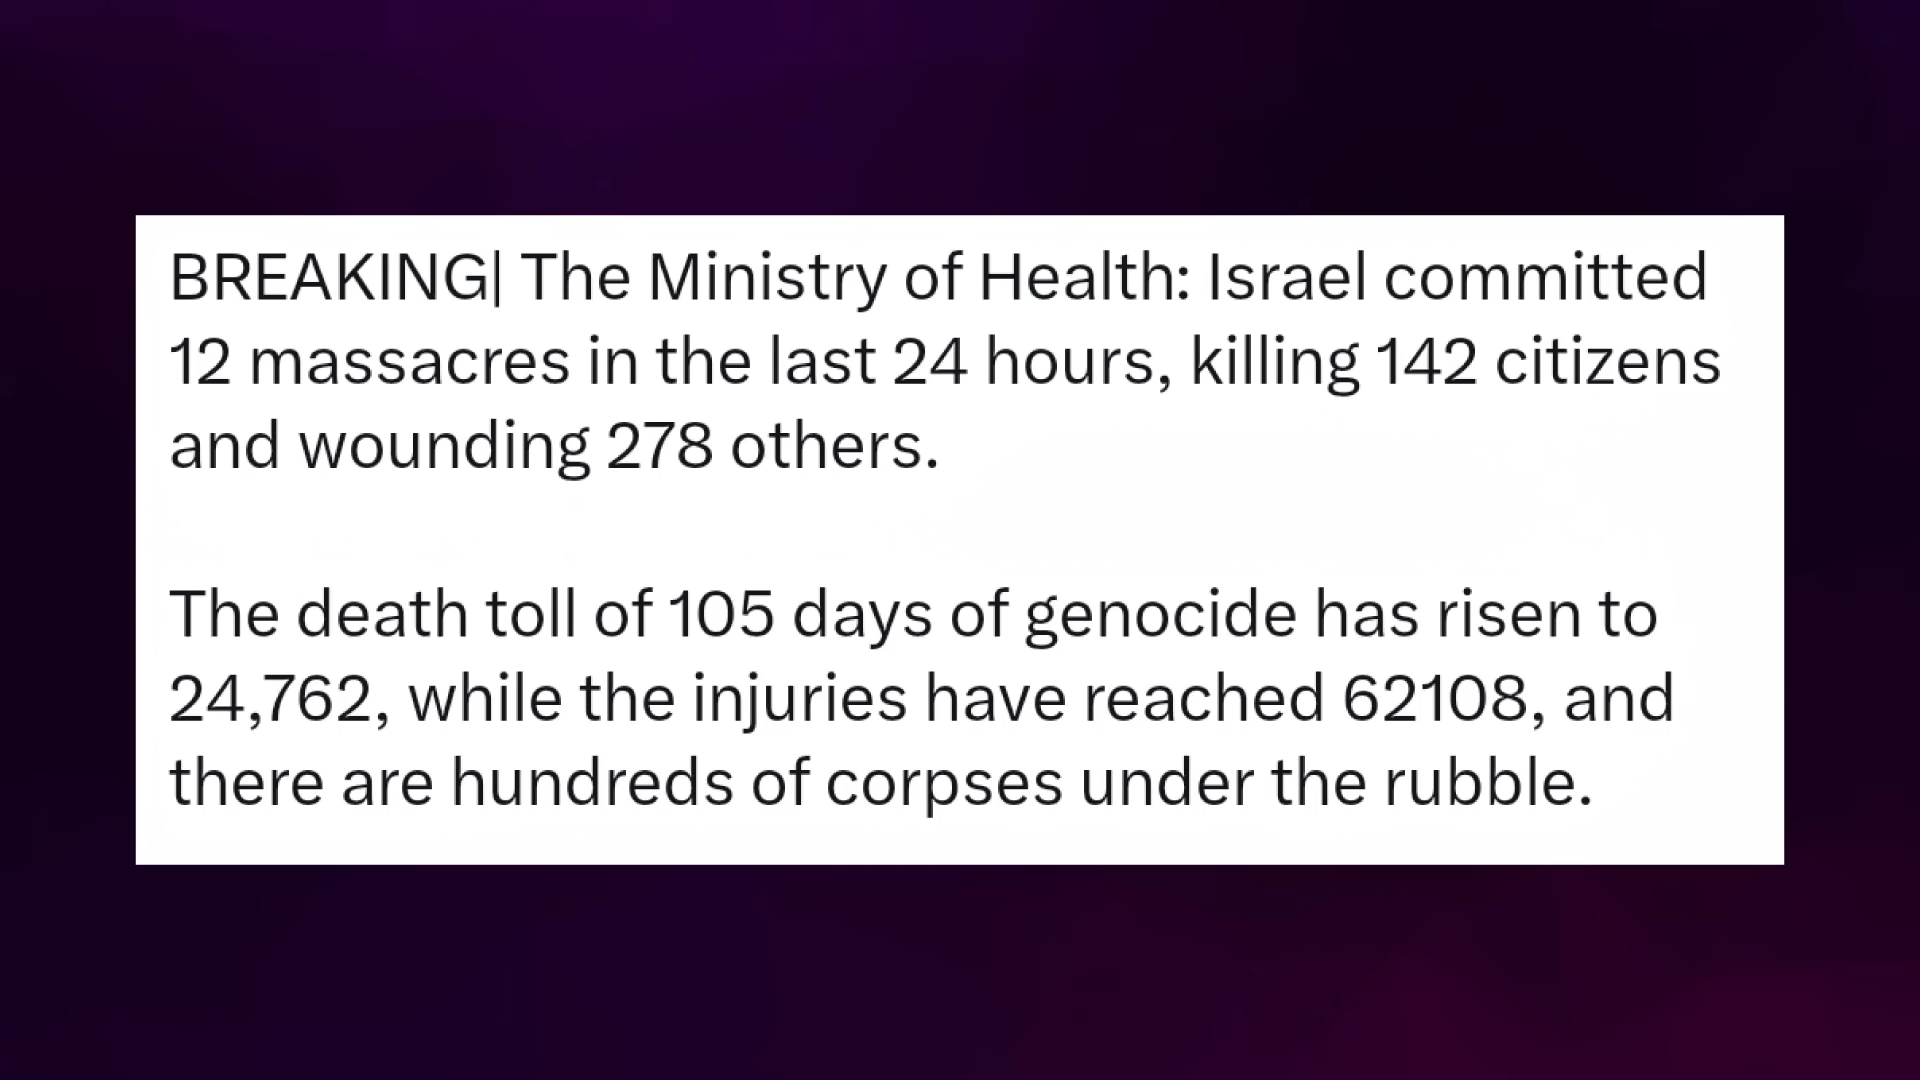 BREAKING| The Ministry of Health: Israel committed
12 massacres in the last 24 hours, killing 142 citizens
and wounding 278 others.
The death toll of 105 days of genocide has risen to
24,762, while the injuries have reached 62108, and
there are hundreds of corpses under the rubble.